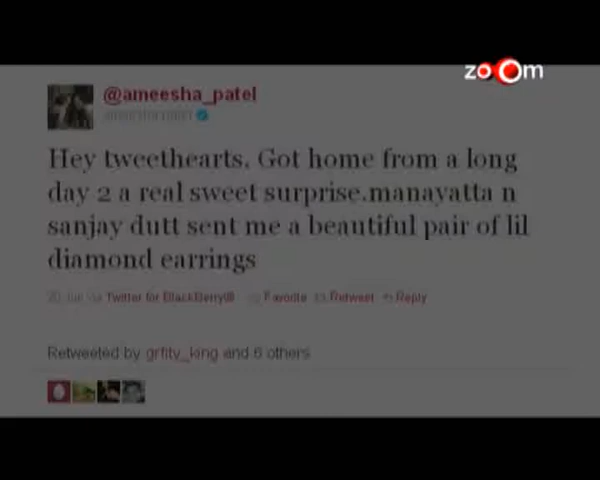 zoom
@ameesha_patel
Hey tweethearts. Got home from a long
day 2 a real sweet surprise.manayatta n
sanjay dutt sent me a beautiful pair of lil
diamond earrings
Twitter for BlackBerry® Favorite Retweet Reply
Retweeted by and 6 others